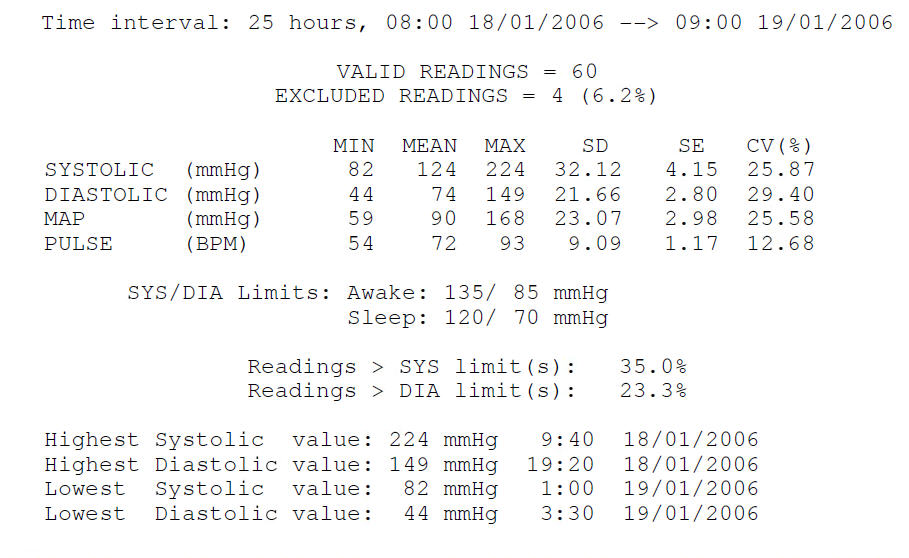 Time interval: 25 hours, 08:00 18/01/2006 --> 09:00 19/01/2006
VALID READINGS = 60
EXCLUDED READINGS = 4 (6.2%)
MIN MEAN MAX SD SE CV(%)
SYSTOLIC (mmHg) 82 124 224 32.12 4.15 25.87
DIASTOLIC (mmHg) 44 74 149 21.66 2.80 29.40
MAP (mmHg) 59 90 168 23.07 2.98 25.58
PULSE (BPM) 54 72 93 9.09 1.17 12.68
SYS/DIA Limits: Awake: 135/ 85 mmHg
Sleep: 120/ 70 mmHg
Readings > SYS limit(s): 35.0%
Readings > DIA limit(s): 23.3%
Highest Systolic value: 224 mmHg 9:40 18/01/2006
Highest Diastolic value: 149 mmHg 19:20 18/01/2006
Lowest Systolic value: 82 mmHg 1:00 19/01/2006
Lowest Diastolic value: 44 mmHg 3:30 19/01/2006